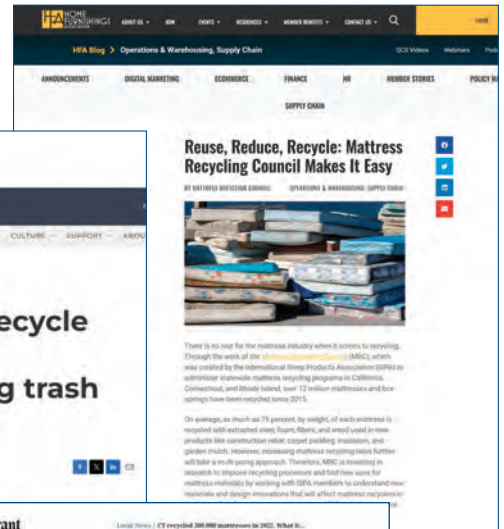 HFA HOME FURNISHINGS ASSOCIATION
ABOUT US JOIN EVENTS RESOURCES MEMBER BENEFITS CONTACT US
HFA Blog > Operations & Warehousing, Supply Chain
QCS Videos Webinars
ANNOUNCEMENTS DIGITAL MARKETING ECOMMERCE FINANCE HR MEMBER STORIES POLICY
SUPPLY CHAIN
Reuse, Reduce, Recycle: Mattress
Recycling Council Makes It Easy
BY MATTRESS RECYCLING COUNCIL OPERATIONS & WAREHOUSING, SUPPLY CHAIN
CULTURE SUPPORT ABOU
ecycle
g trash
There is no rest for the mattress industry when it comes to recycling.
Through the work of the (MRC), which
was created by the International Sleep Products Association (ISPA) to
administer statewide mattress recycling programs in California,
Connecticut, and Rhode Island, over 12 million mattresses and box
springs have been recycled since 2015.
On average, as much as 75 percent, by weight, of each mattress is
recycled with extracted steel, foam, fibers, and wood used in new
products like construction rebar, carpet padding, insulation, and
garden mulch. However, increasing mattress recycling rates further
will take a multi-prong approach. Therefore, MRC is investing in
research to improve recycling processes and find new uses for
mattress materials by working with ISPA members to understand new
materials and design innovations that will affect mattress recyclers in
rant
Local News | CT recycled 200,000 mattresses in 2022. What it...